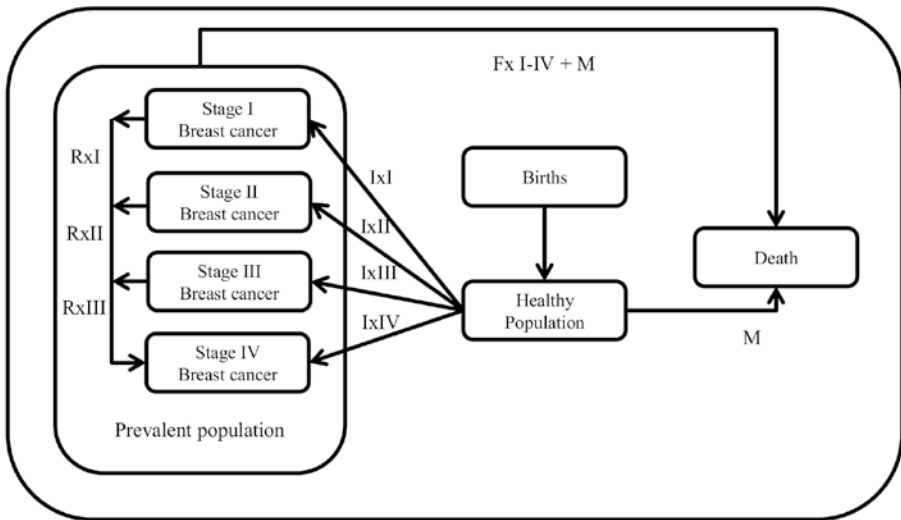 Fx I-IV + M
Stage I
Breast cancer
RxI
IxI
Births
Stage II
Breast cancer
IxII
RxII
Death
Stage III
Breast cancer
IxIII
RxIII
Healthy
Population
IxIV
M
Stage IV
Breast cancer
Prevalent population